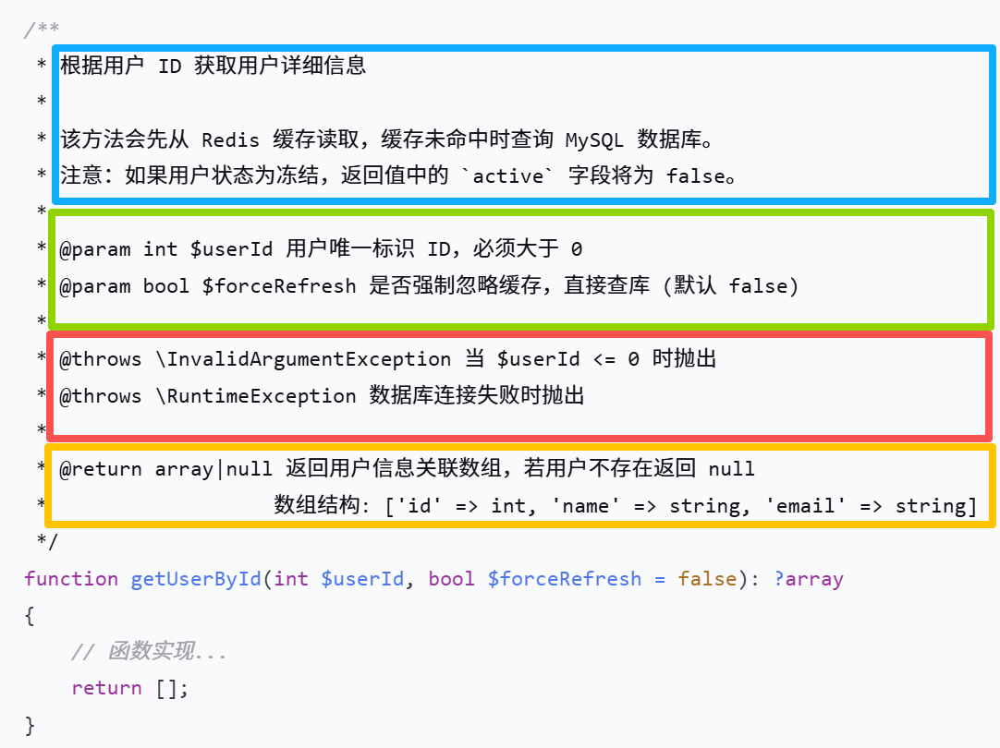 /**
 * 根据用户 ID 获取用户详细信息
 *
 * 该方法会先从 Redis 缓存读取，缓存未命中时查询 MySQL 数据库。
 * 注意：如果用户状态为冻结，返回值中的 `active` 字段将为 false。
 *
 * @param int $userId 用户唯一标识 ID，必须大于 0
 * @param bool $forceRefresh 是否强制忽略缓存，直接查库 (默认 false)
 *
 * @throws \InvalidArgumentException 当 $userId <= 0 时抛出
 * @throws \RuntimeException 数据库连接失败时抛出
 *
 * @return array|null 返回用户信息关联数组，若用户不存在返回 null
 *                    数组结构: ['id' => int, 'name' => string, 'email' => string]
 */
function getUserById(int $userId, bool $forceRefresh = false): ?array
{
    // 函数实现...
    return [];
}